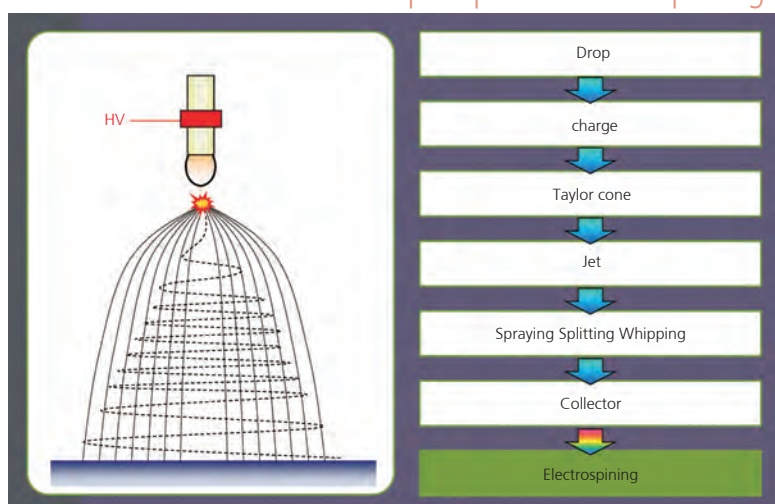 HV
Drop
charge
Taylor cone
Jet
Spraying Splitting Whipping
Collector
Electrospining